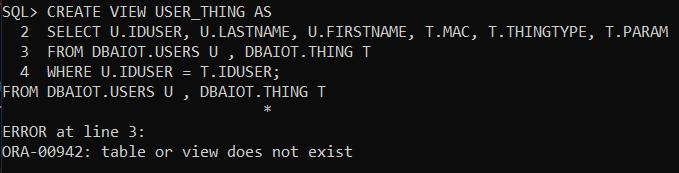 SQL> CREATE VIEW USER_THING AS
  2  SELECT U.IDUSER, U.LASTNAME, U.FIRSTNAME, T.MAC, T.THINGTYPE, T.PARAM
  3  FROM DBAIOT.USERS U , DBAIOT.THING T
  4  WHERE U.IDUSER = T.IDUSER;
FROM DBAIOT.USERS U , DBAIOT.THING T
                             *
ERROR at line 3:
ORA-00942: table or view does not exist